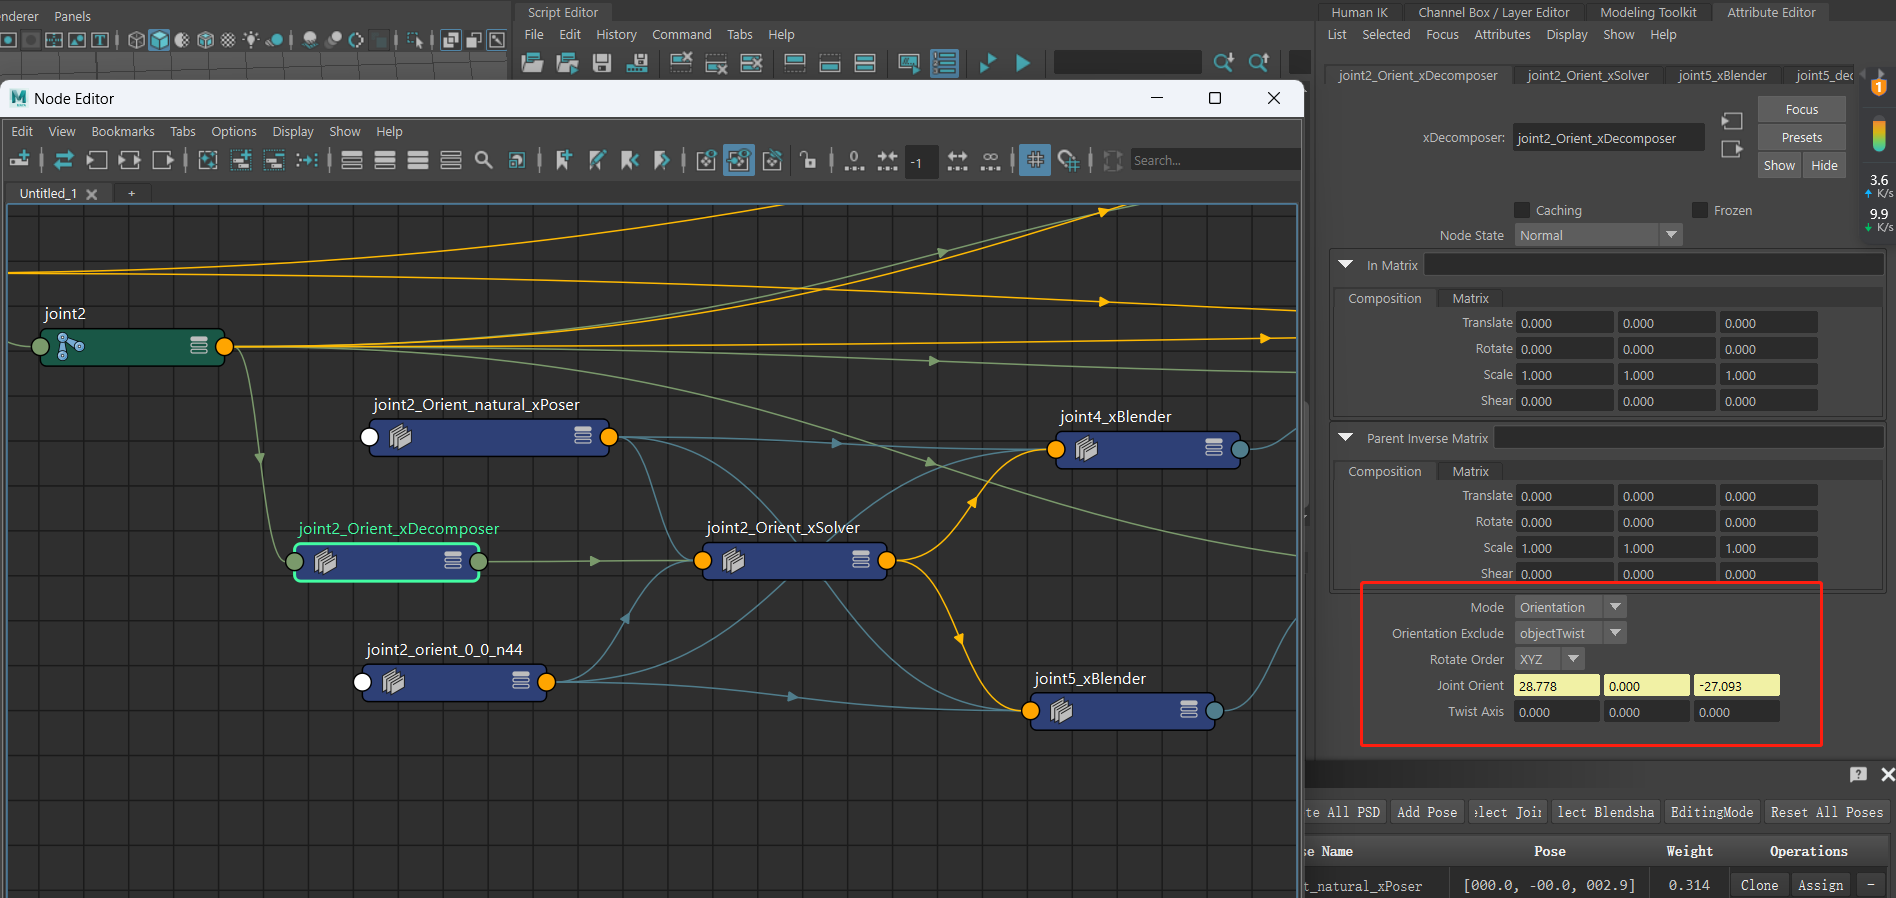 nderer Panels
Script Editor
File Edit History Command Tabs Help
Human IK Channel Box / Layer Editor Modeling Toolkit Attribute Editor
List Selected Focus Attributes Display Show Help
joint2_Orient_xDecomposer joint2_Orient_xSolver joint5_xBlender joint5_dec
Node Editor
Edit View Bookmarks Tabs Options Display Show Help
0
-1
∞
Search...
Untitled_1
+
joint2
joint2_Orient_natural_xPoser
joint4_xBlender
joint2_Orient_xDecomposer
joint2_Orient_xSolver
joint2_orient_0_0_n44
joint5_xBlender
xDecomposer: joint2_Orient_xDecomposer
Focus
Presets
Show Hide
1
3.6
K/s
9.9
K/s
Caching Frozen
Node State Normal
In Matrix
Composition Matrix
Translate 0.000 0.000 0.000
Rotate 0.000 0.000 0.000
Scale 1.000 1.000 1.000
Shear 0.000 0.000 0.000
Parent Inverse Matrix
Composition Matrix
Translate 0.000 0.000 0.000
Rotate 0.000 0.000 0.000
Scale 1.000 1.000 1.000
Shear 0.000 0.000 0.000
Mode Orientation
Orientation Exclude objectTwist
Rotate Order XYZ
Joint Orient 28.778 0.000 -27.093
Twist Axis 0.000 0.000 0.000
te All PSD Add Pose lect Join lect Blendsha EditingMode Reset All Poses
se Name Pose Weight Operations
t_natural_xPoser [000.0, -00.0, 002.9] 0.314 Clone Assign -